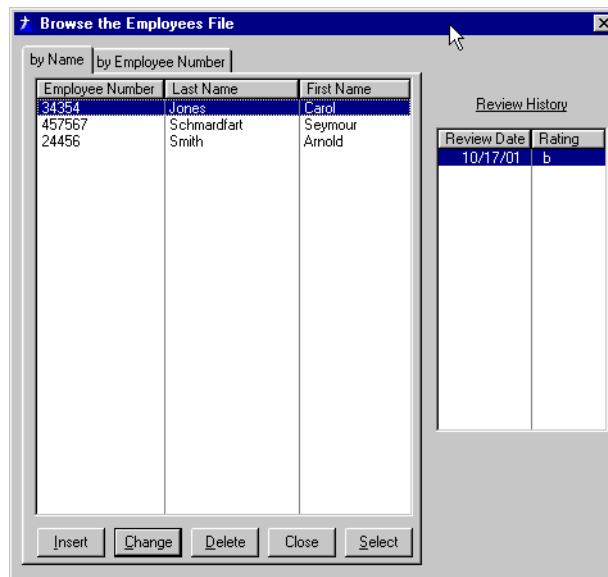 Browse the Employees File
by Name by Employee Number
Employee Number Last Name First Name
34354 Jones Carol
457567 Schmardfart Seymour
24456 Smith Arnold
Review History
Review Date Rating
10/17/01 b
Insert Change Delete Close Select